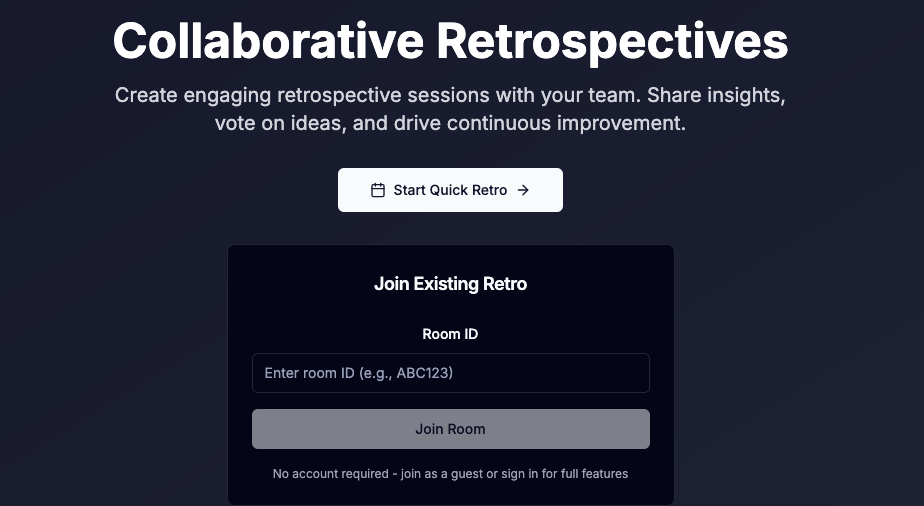 Collaborative Retrospectives
Create engaging retrospective sessions with your team. Share insights,
vote on ideas, and drive continuous improvement.
Start Quick Retro
Join Existing Retro
Room ID
Enter room ID (e.g., ABC123)
Join Room
No account required - join as a guest or sign in for full features